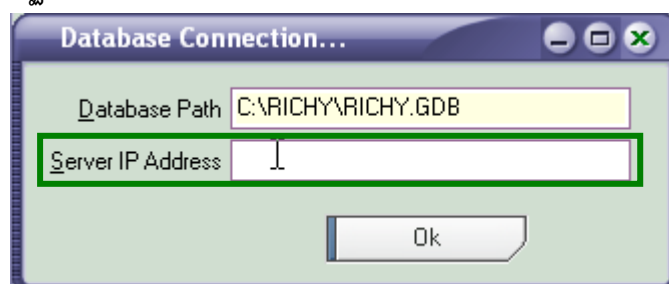 Database Connection...
Database Path C:\RICHY\RICHY.GDB
Server IP Address
Ok